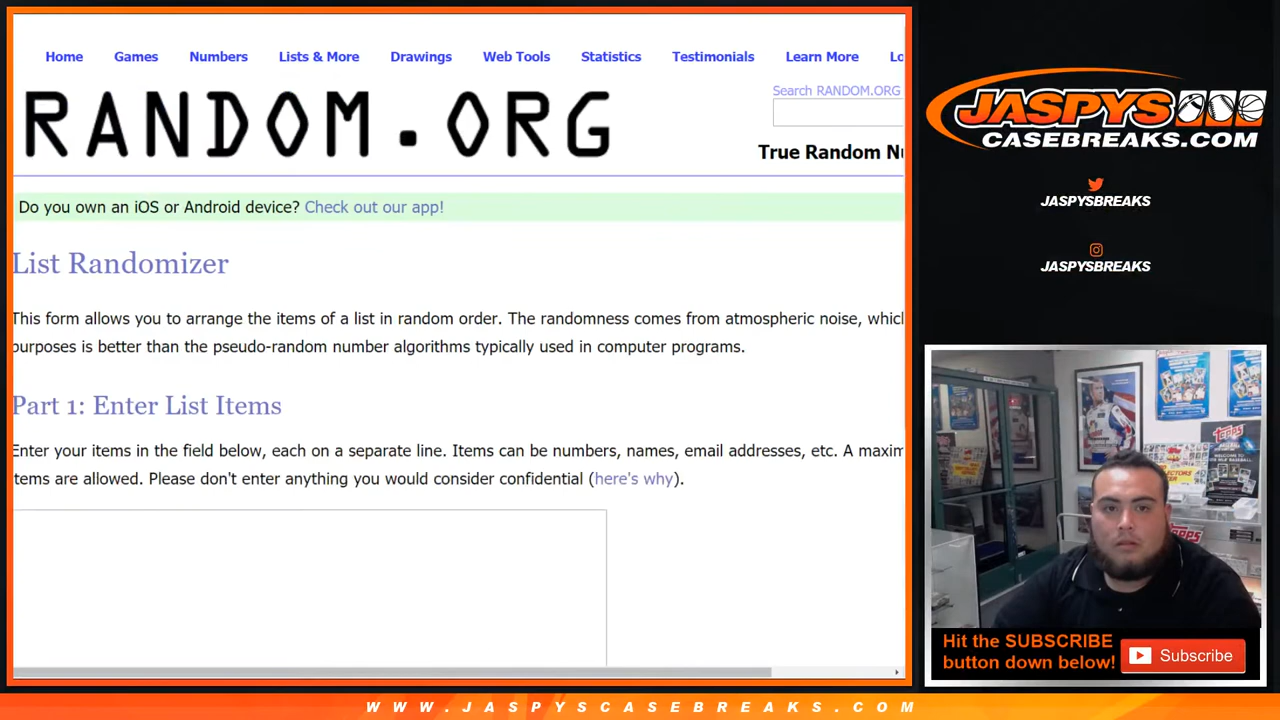 Home Games Numbers Lists & More Drawings Web Tools Statistics Testimonials Learn More Lo
RANDOM.ORG
Search RANDOM.ORG
True Random Nu
Do you own an iOS or Android device? Check out our app!
List Randomizer
This form allows you to arrange the items of a list in random order. The randomness comes from atmospheric noise, which
purposes is better than the pseudo-random number algorithms typically used in computer programs.
Part 1: Enter List Items
Enter your items in the field below, each on a separate line. Items can be numbers, names, email addresses, etc. A maxim
items are allowed. Please don't enter anything you would consider confidential (here's why).
JASPYS
CASEBREAKS.COM
JASPYSBREAKS
JASPYSBREAKS
topps
WELCOME TO
topps
Hit the SUBSCRIBE
button down below!
Subscribe
WWW.JASPYSCASEBREAKS.COM